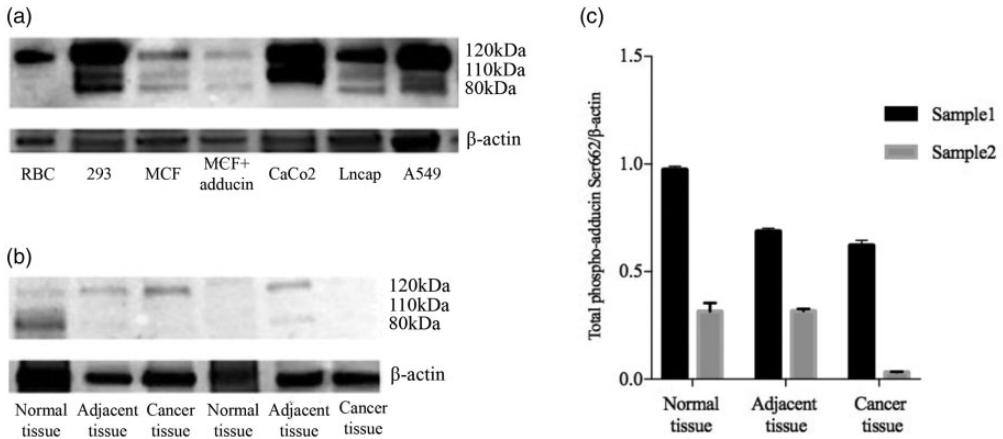 (a)
120kDa
110kDa
80kDa
β-actin
RBC
293
MCF
MCF+
adducin
CaCo2
Lncap
A549
(b)
120kDa
110kDa
80kDa
β-actin
Normal
tissue
Adjacent
tissue
Cancer
tissue
Normal
tissue
Adjacent
tissue
Cancer
tissue
(c)
Total phospho-adducin Ser662/β-actin
1.5
1.0
0.5
0.0
Normal
tissue
Adjacent
tissue
Cancer
tissue
Sample1
Sample2